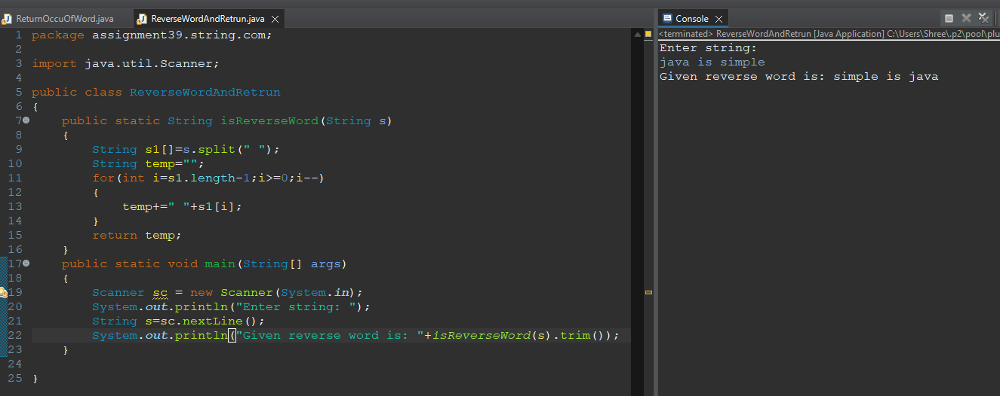 ReturnOccuOfWord.java ReverseWordAndRetrun.java
1 package assignment39.string.com;
2
3 import java.util.Scanner;
4
5 public class ReverseWordAndRetrun
6 {
7     public static String isReverseWord(String s)
8     {
9         String s1[]=s.split(" ");
10         String temp="";
11         for(int i=s1.length-1;i>=0;i--)
12         {
13             temp+=" "+s1[i];
14         }
15         return temp;
16     }
17     public static void main(String[] args)
18     {
19         Scanner sc = new Scanner(System.in);
20         System.out.println("Enter string: ");
21         String s=sc.nextLine();
22         System.out.println("Given reverse word is: "+isReverseWord(s).trim());
23     }
24
25 }
Console
<terminated> ReverseWordAndRetrun [Java Application] C:\Users\Shree\.p2\pool\plu
Enter string:
java is simple
Given reverse word is: simple is java